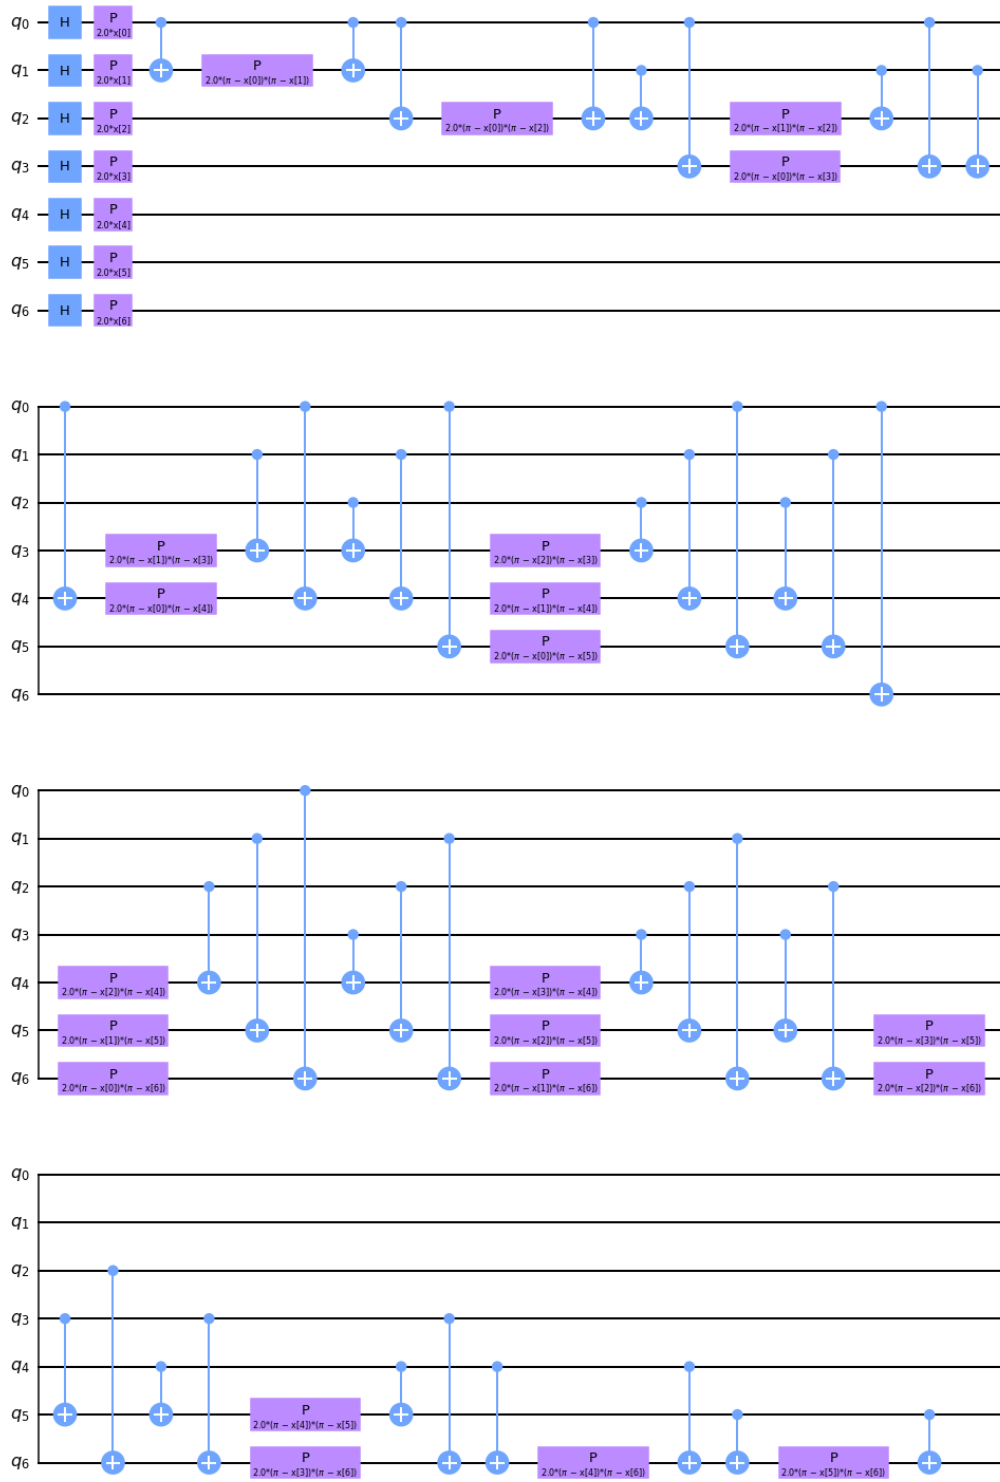 q0 H P 2.0*x[0]
q1 H P 2.0*x[1] P 2.0*(π − x[0])*(π − x[1])
q2 H P 2.0*x[2] P 2.0*(π − x[0])*(π − x[2]) P 2.0*(π − x[1])*(π − x[2])
q3 H P 2.0*x[3] P 2.0*(π − x[0])*(π − x[3])
q4 H P 2.0*x[4]
q5 H P 2.0*x[5]
q6 H P 2.0*x[6]
q0
q1
q2
q3 P 2.0*(π − x[1])*(π − x[3]) P 2.0*(π − x[2])*(π − x[3])
q4 P 2.0*(π − x[0])*(π − x[4]) P 2.0*(π − x[1])*(π − x[4])
q5 P 2.0*(π − x[0])*(π − x[5])
q6
q0
q1
q2
q3
q4 P 2.0*(π − x[2])*(π − x[4]) P 2.0*(π − x[3])*(π − x[4])
q5 P 2.0*(π − x[1])*(π − x[5]) P 2.0*(π − x[2])*(π − x[5]) P 2.0*(π − x[3])*(π − x[5])
q6 P 2.0*(π − x[0])*(π − x[6]) P 2.0*(π − x[1])*(π − x[6]) P 2.0*(π − x[2])*(π − x[6])
q0
q1
q2
q3
q4
q5 P 2.0*(π − x[4])*(π − x[5])
q6 P 2.0*(π − x[3])*(π − x[6]) P 2.0*(π − x[4])*(π − x[6]) P 2.0*(π − x[5])*(π − x[6])